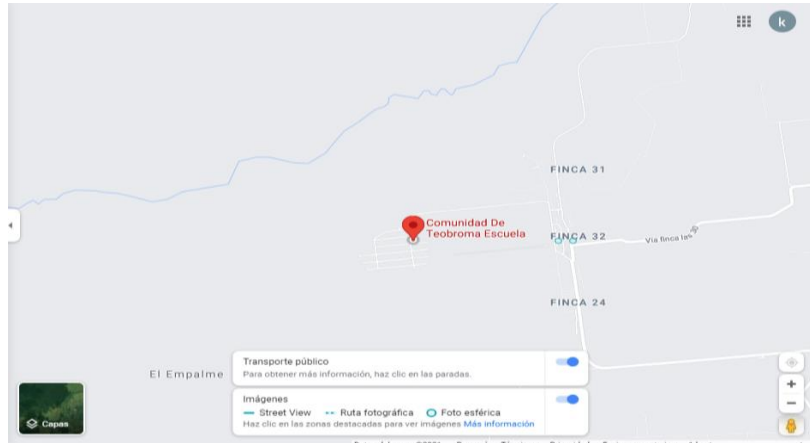 k
FINCA 31
Comunidad De
Teobroma Escuela
FINCA 32
Via finca las 30
FINCA 24
El Empalme
Transporte público
Para obtener más información, haz clic en las paradas.
Imágenes
Street View Ruta fotográfica Foto esférica
Haz clic en las zonas destacadas para ver imágenes Más información
Capas